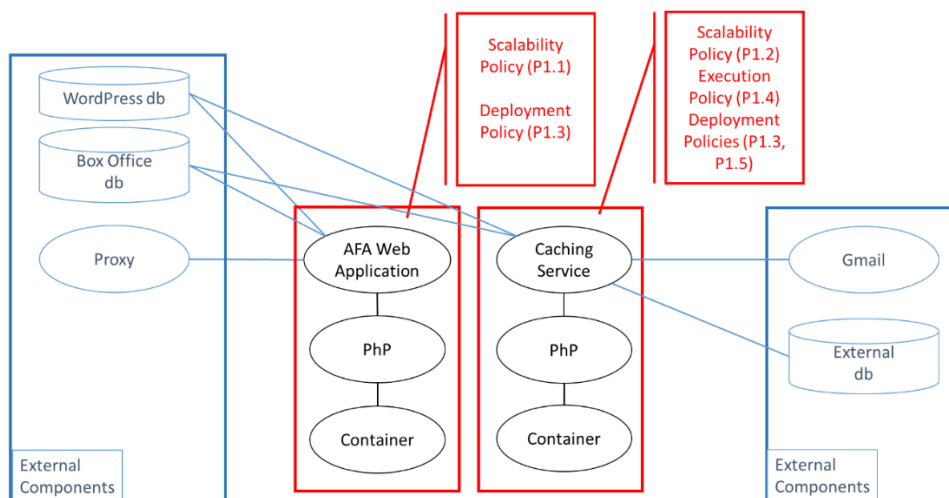 Scalability
Policy (P1.1)
Deployment
Policy (P1.3)
Scalability
Policy (P1.2)
Execution
Policy (P1.4)
Deployment
Policies (P1.3,
P1.5)
WordPress db
Box Office
db
Proxy
External
Components
AFA Web
Application
PhP
Container
Caching
Service
PhP
Container
Gmail
External
db
External
Components